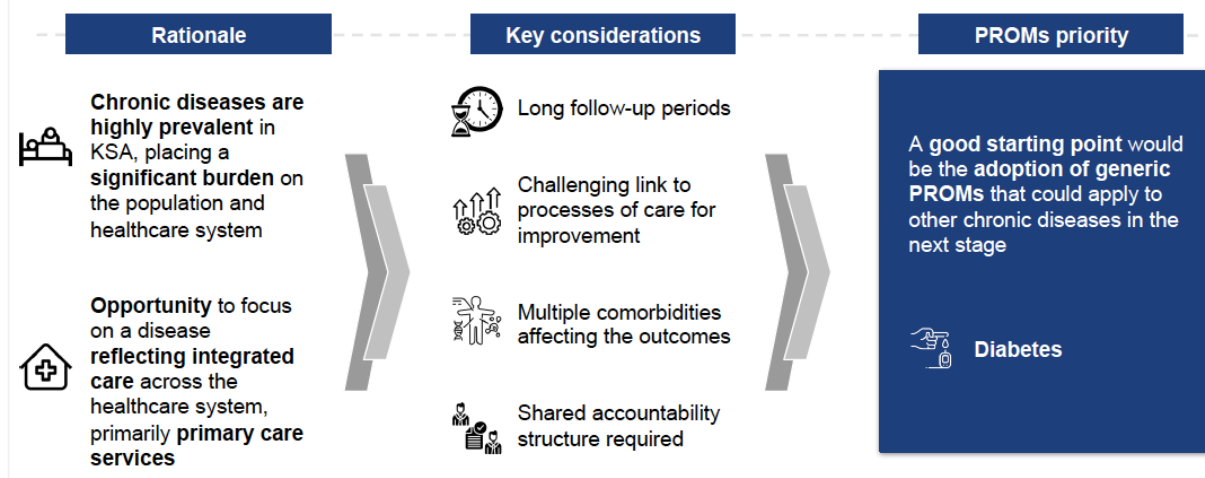 Rationale
Chronic diseases are
highly prevalent in
KSA, placing a
significant burden on
the population and
healthcare system
Opportunity to focus
on a disease
reflecting integrated
care across the
healthcare system,
primarily primary care
services
Key considerations
Long follow-up periods
Challenging link to
processes of care for
improvement
Multiple comorbidities
affecting the outcomes
Shared accountability
structure required
PROMs priority
A good starting point would
be the adoption of generic
PROMs that could apply to
other chronic diseases in the
next stage
Diabetes